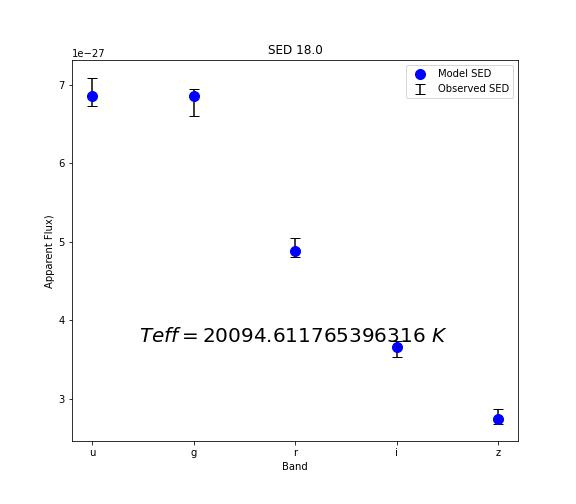 SED 18.0
1e−27
Model SED
Observed SED
7
6
5
4
3
Apparent Flux)
Teff = 20094.611765396316 K
u g r i z
Band